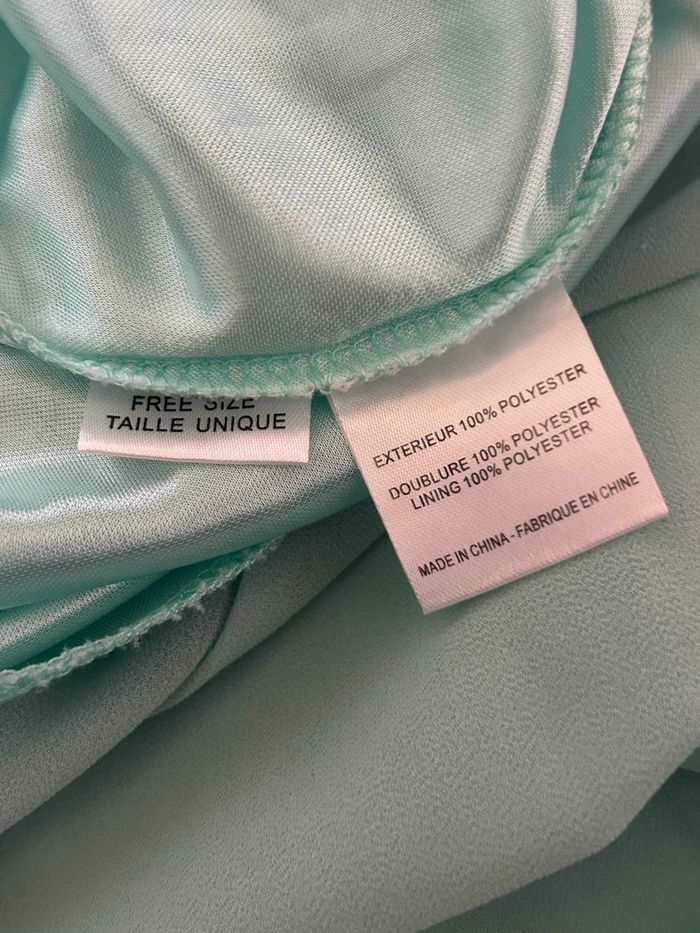 FREE SIZE
TAILLE UNIQUE
EXTERIEUR 100% POLYESTER
DOUBLURE 100% POLYESTER
LINING 100% POLYESTER
MADE IN CHINA - FABRIQUE EN CHINE